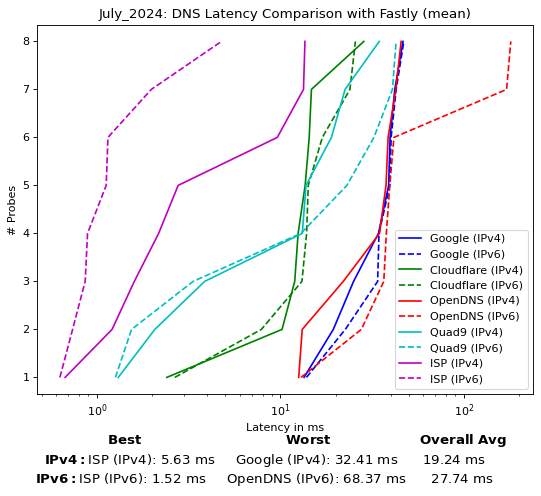 July_2024: DNS Latency Comparison with Fastly (mean)
# Probes
8
7
6
5
4
3
2
1
Google (IPv4)
Google (IPv6)
Cloudflare (IPv4)
Cloudflare (IPv6)
OpenDNS (IPv4)
OpenDNS (IPv6)
Quad9 (IPv4)
Quad9 (IPv6)
ISP (IPv4)
ISP (IPv6)
10⁰ 10¹ 10²
Latency in ms
Best Worst Overall Avg
IPv4: ISP (IPv4): 5.63 ms Google (IPv4): 32.41 ms 19.24 ms
IPv6: ISP (IPv6): 1.52 ms OpenDNS (IPv6): 68.37 ms 27.74 ms